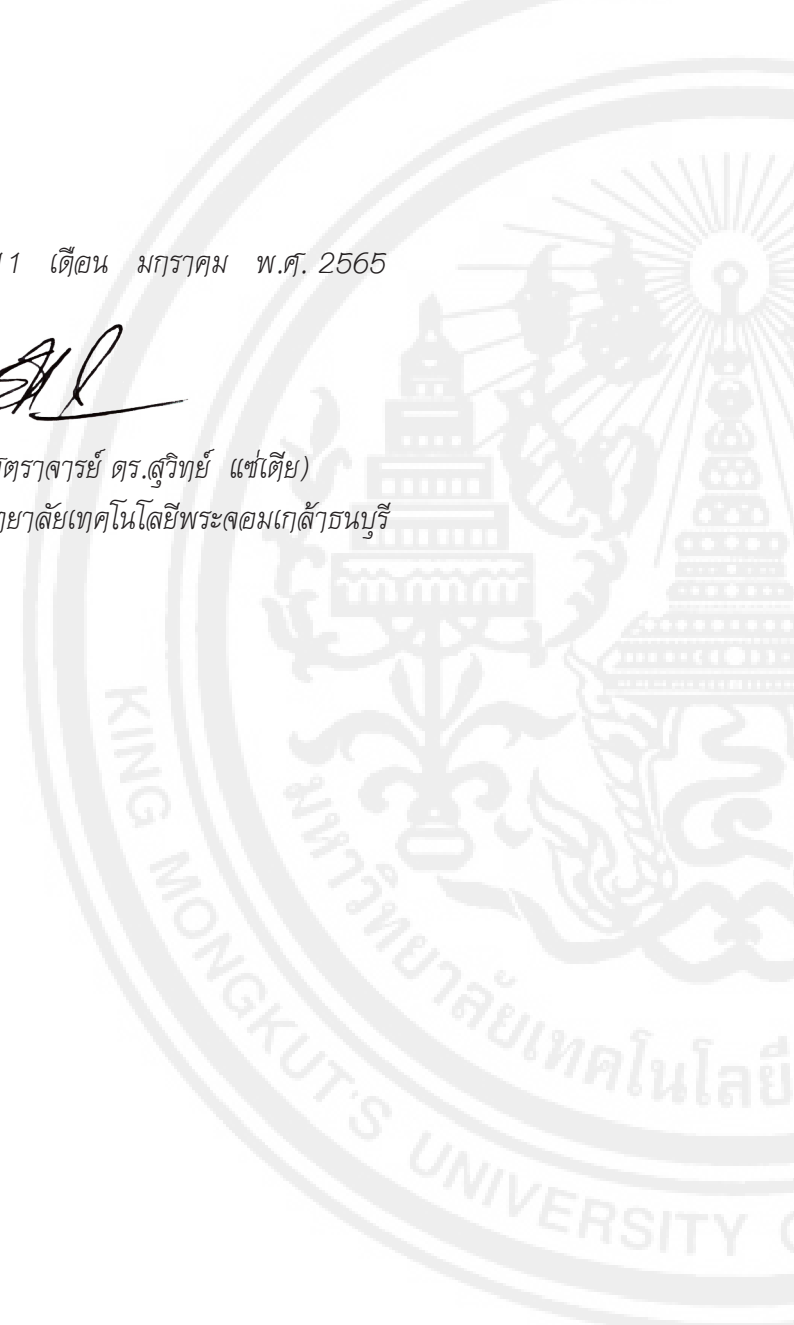 11 เดือน มกราคม พ.ศ. 2565
ตราจารย์ ดร.สุวิทย์ แซ่เตีย)
ยาลัยเทคโนโลยีพระจอมเกล้าธนบุรี
KING MONGKUT'S UNIVERSITY
มหาวิทยาลัยเทคโนโลยี